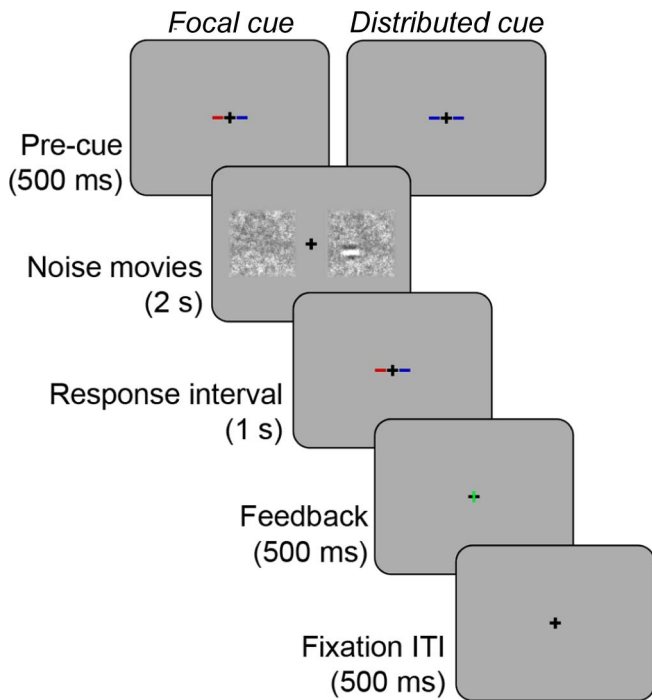 Focal cue
Distributed cue
Pre-cue
(500 ms)
Noise movies
(2 s)
Response interval
(1 s)
Feedback
(500 ms)
Fixation ITI
(500 ms)